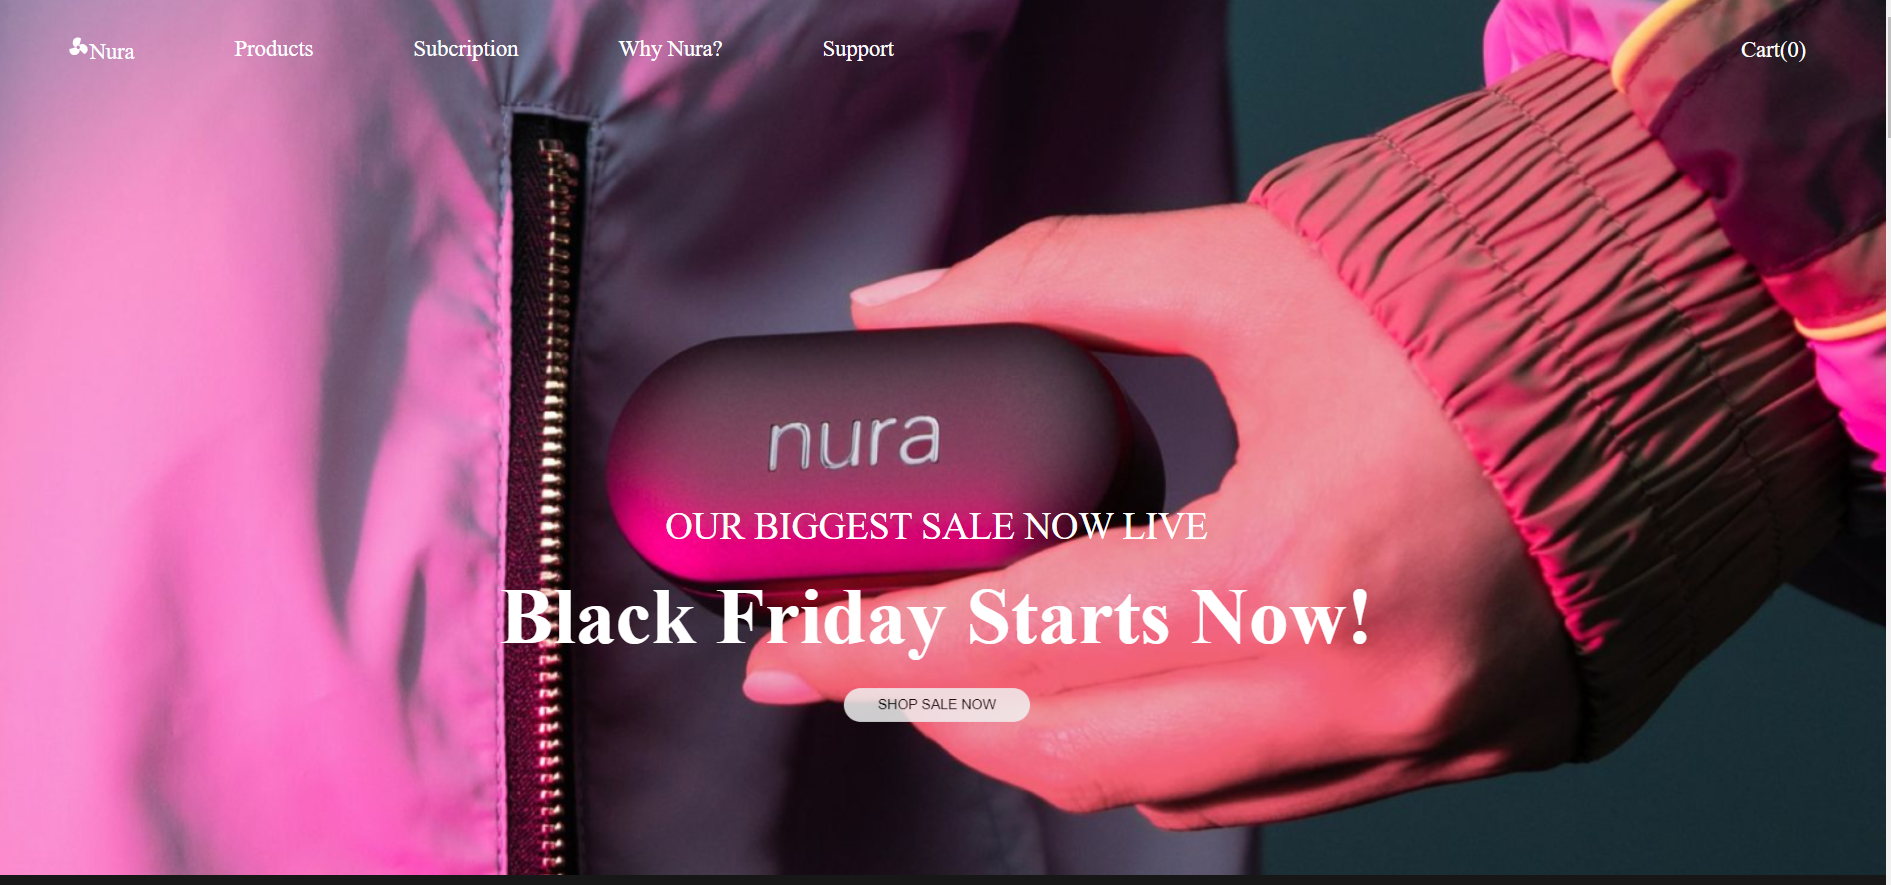 Nura
Products
Subcription
Why Nura?
Support
Cart(0)
nura
OUR BIGGEST SALE NOW LIVE
Black Friday Starts Now!
SHOP SALE NOW